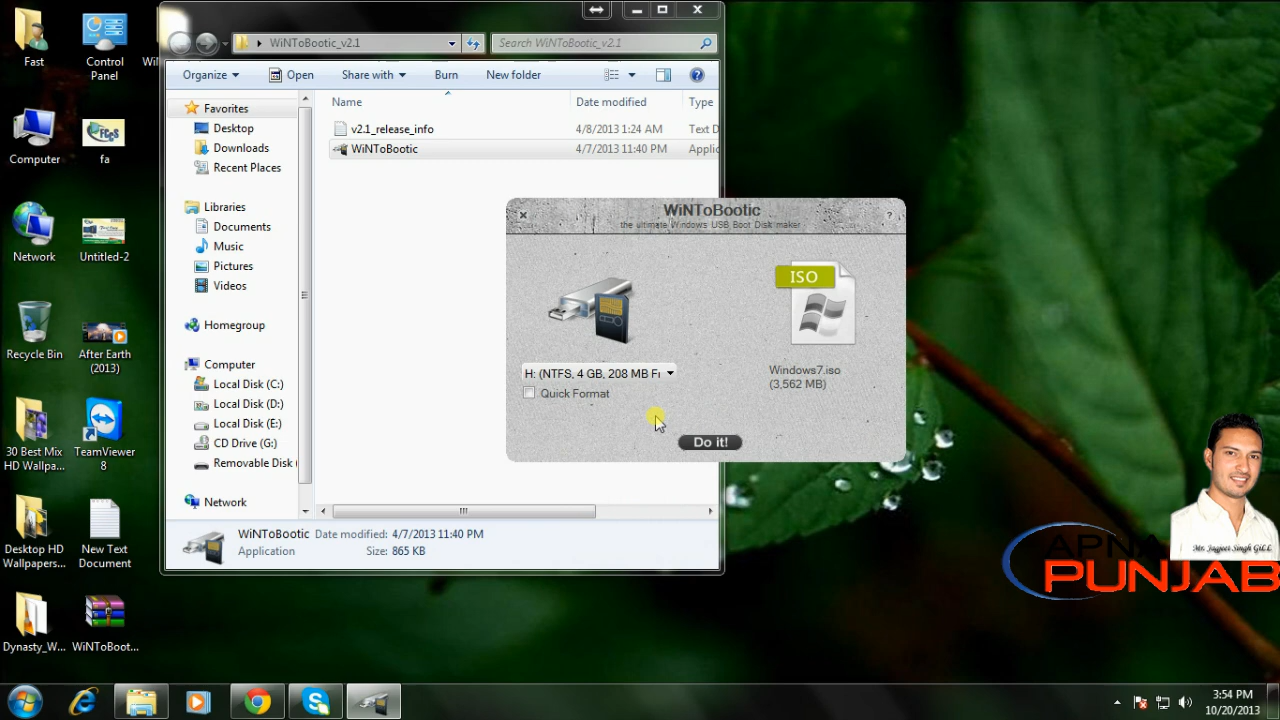 Fast
Control
Panel
Wi
Computer
fa
Network
Untitled-2
Recycle Bin
After Earth
(2013)
30 Best Mix
HD Wallpa...
TeamViewer
8
Desktop HD
Wallpapers...
New Text
Document
Dynasty_W...
WiNToBoot...
WiNToBootic_v2.1
Search WiNToBootic_v2.1
Organize
Open
Share with
Burn
New folder
Name
Date modified
Type
v2.1_release_info
4/8/2013 1:24 AM
Text D
WiNToBootic
4/7/2013 11:40 PM
Applic
Favorites
Desktop
Downloads
Recent Places
Libraries
Documents
Music
Pictures
Videos
Homegroup
Computer
Local Disk (C:)
Local Disk (D:)
Local Disk (E:)
CD Drive (G:)
Removable Disk (
Network
WiNToBootic Date modified: 4/7/2013 11:40 PM
Application Size: 865 KB
WiNToBootic
the ultimate Windows USB Boot Disk maker
?
ISO
H: (NTFS, 4 GB, 208 MB Fr
Quick Format
Windows7.iso
(3,562 MB)
Do it!
Mr. Jagjeet Singh GiLL
APNA
PUNJAB
3:54 PM
10/20/2013